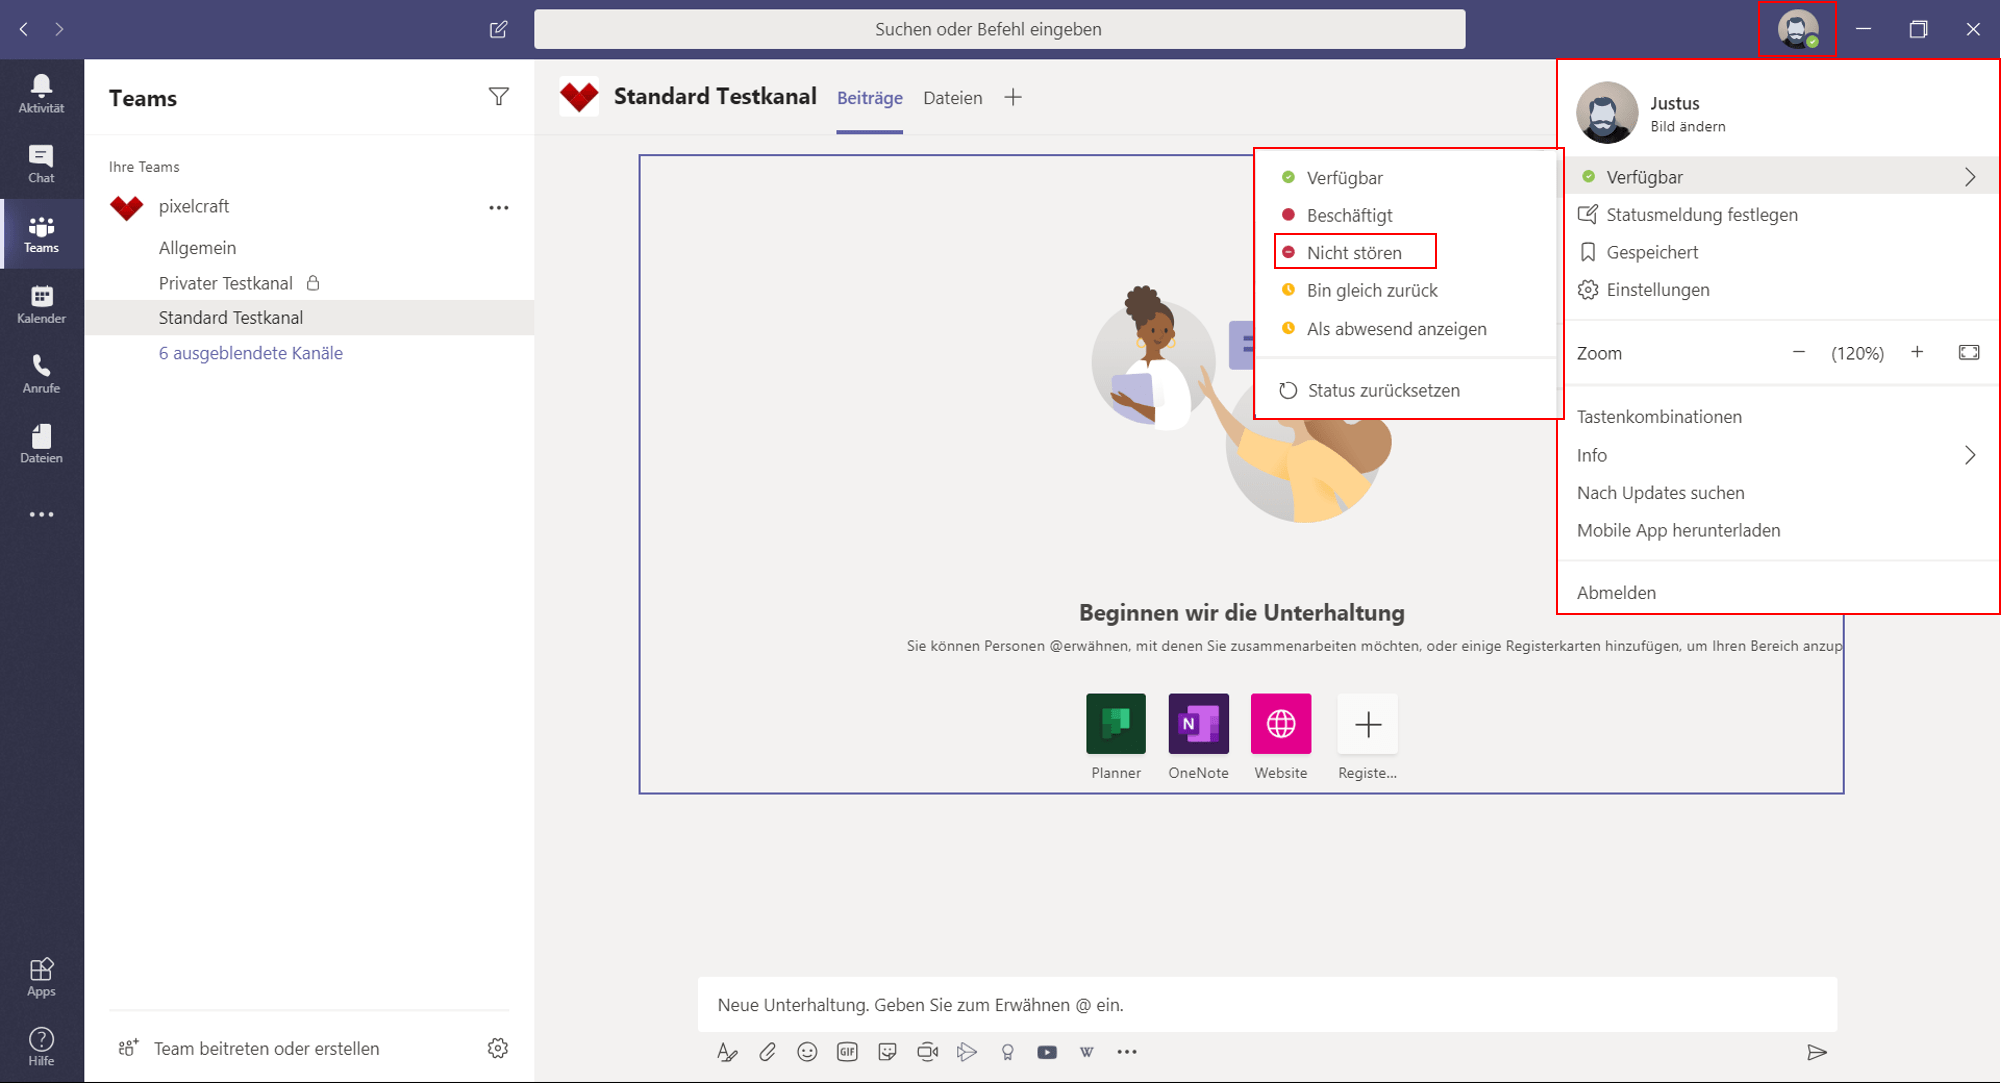 Suchen oder Befehl eingeben
Aktivität
Chat
Teams
Kalender
Anrufe
Dateien
Apps
Hilfe
Teams
Ihre Teams
pixelcraft
Allgemein
Privater Testkanal
Standard Testkanal
6 ausgeblendete Kanäle
Team beitreten oder erstellen
Standard Testkanal
Beiträge
Dateien
Verfügbar
Beschäftigt
Nicht stören
Bin gleich zurück
Als abwesend anzeigen
Status zurücksetzen
Justus
Bild ändern
Verfügbar
Statusmeldung festlegen
Gespeichert
Einstellungen
Zoom
(120%)
Tastenkombinationen
Info
Nach Updates suchen
Mobile App herunterladen
Abmelden
Beginnen wir die Unterhaltung
Sie können Personen @erwähnen, mit denen Sie zusammenarbeiten möchten, oder einige Registerkarten hinzufügen, um Ihren Bereich anzup
N
Planner
OneNote
Website
Registe...
Neue Unterhaltung. Geben Sie zum Erwähnen @ ein.
GIF
W